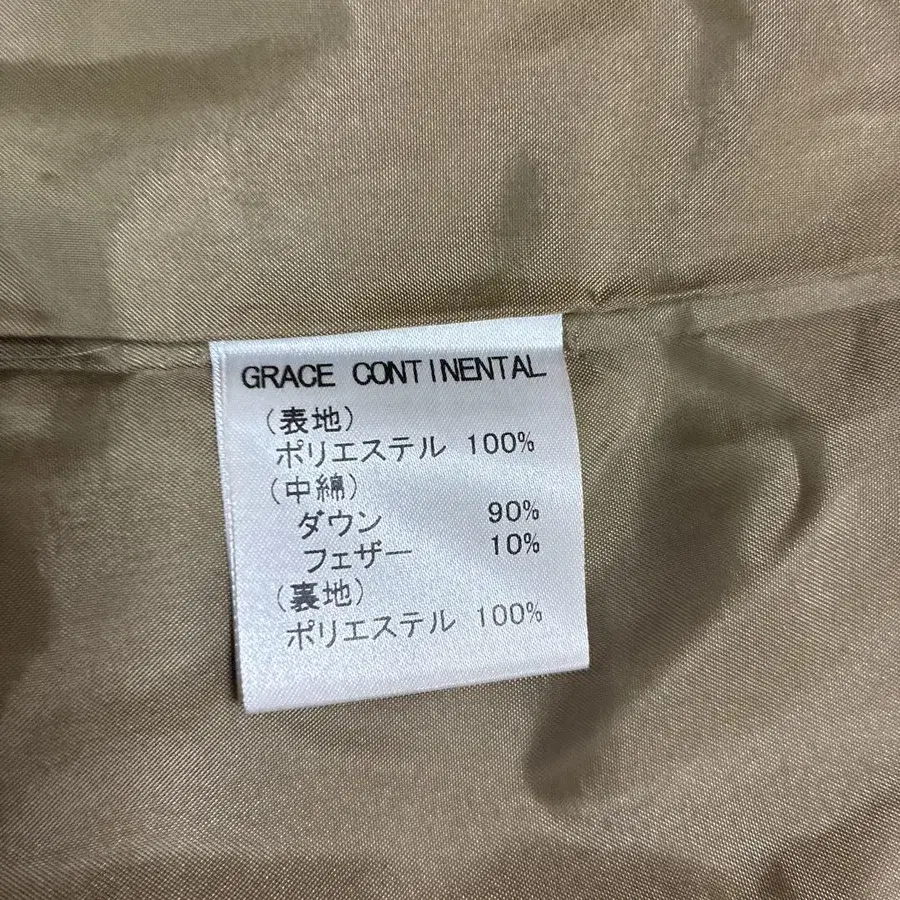 GRACE CONTINENTAL
(表地)
ポリエステル 100%
(中綿)
ダウン 90%
フェザー 10%
(裏地)
ポリエステル 100%